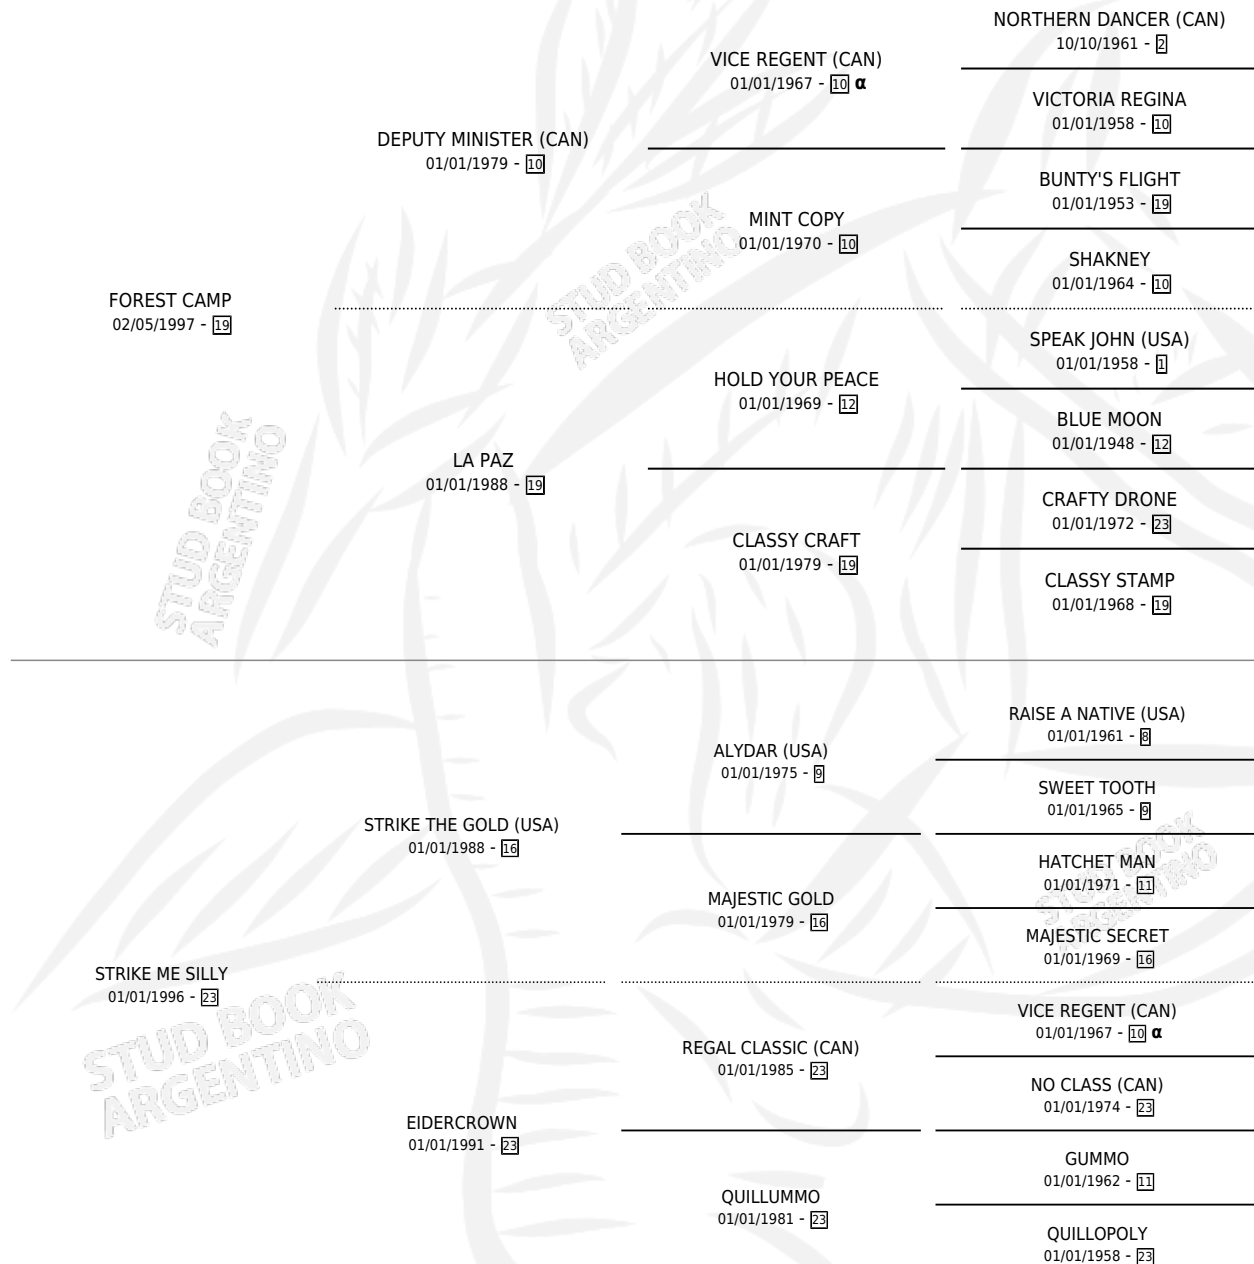 NORTHERN DANCER (CAN)
10/10/1961 - 2
VICE REGENT (CAN)
01/01/1967 - 10 α
VICTORIA REGINA
01/01/1958 - 10
DEPUTY MINISTER (CAN)
01/01/1979 - 10
BUNTY'S FLIGHT
01/01/1953 - 19
MINT COPY
01/01/1970 - 10
SHAKNEY
01/01/1964 - 10
FOREST CAMP
02/05/1997 - 19
SPEAK JOHN (USA)
01/01/1958 - 1
HOLD YOUR PEACE
01/01/1969 - 12
BLUE MOON
01/01/1948 - 12
LA PAZ
01/01/1988 - 19
CRAFTY DRONE
01/01/1972 - 23
CLASSY CRAFT
01/01/1979 - 19
CLASSY STAMP
01/01/1968 - 19
RAISE A NATIVE (USA)
01/01/1961 - 8
ALYDAR (USA)
01/01/1975 - 9
SWEET TOOTH
01/01/1965 - 9
STRIKE THE GOLD (USA)
01/01/1988 - 16
HATCHET MAN
01/01/1971 - 11
MAJESTIC GOLD
01/01/1979 - 16
MAJESTIC SECRET
01/01/1969 - 16
STRIKE ME SILLY
01/01/1996 - 23
VICE REGENT (CAN)
01/01/1967 - 10 α
REGAL CLASSIC (CAN)
01/01/1985 - 23
NO CLASS (CAN)
01/01/1974 - 23
EIDERCROWN
01/01/1991 - 23
GUMMO
01/01/1962 - 11
QUILLUMMO
01/01/1981 - 23
QUILLOPOLY
01/01/1958 - 23
STUD BOOK
ARGENTINO
STUD BOOK
ARGENTINO
STUD BOOK
ARGENTINO
STUD BOOK
ARGENTINO